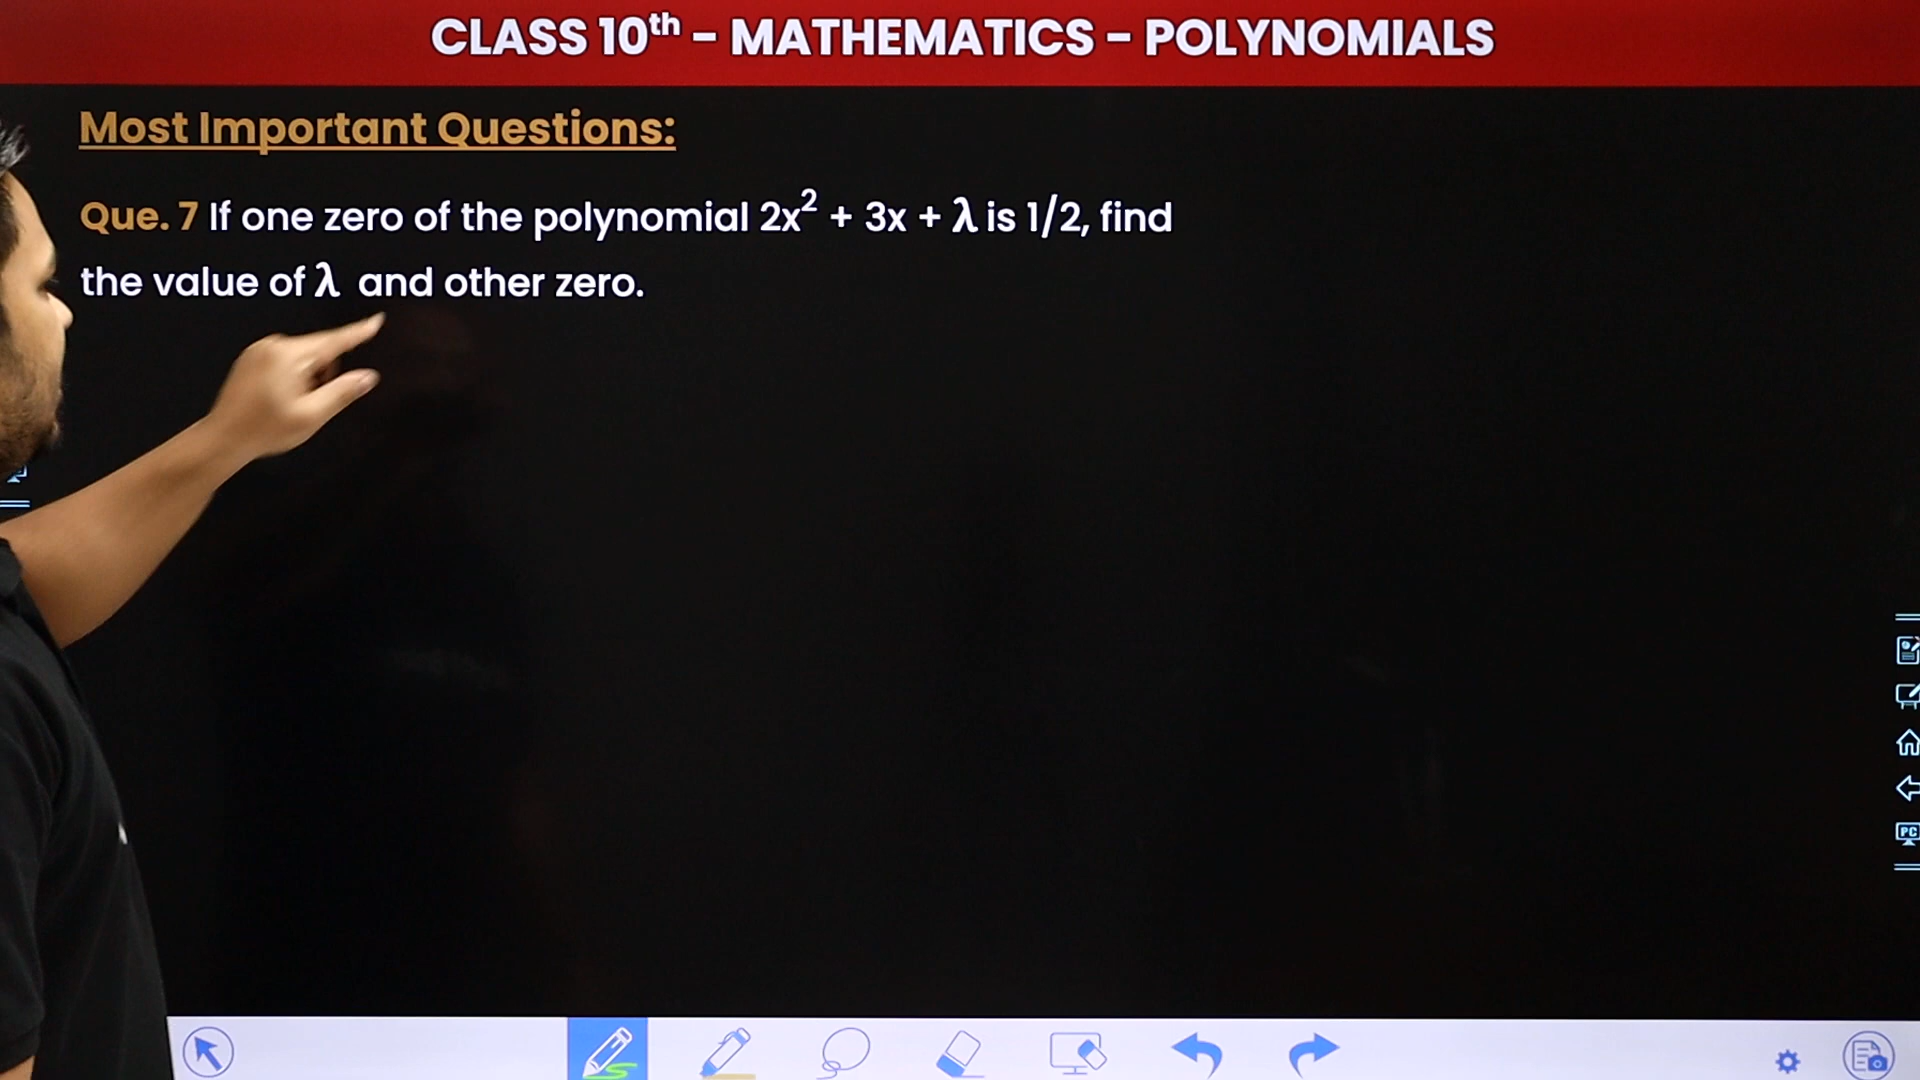 CLASS 10th - MATHEMATICS - POLYNOMIALS
Most Important Questions:
Que. 7 If one zero of the polynomial 2x² + 3x + λ is 1/2, find
the value of λ and other zero.
PC